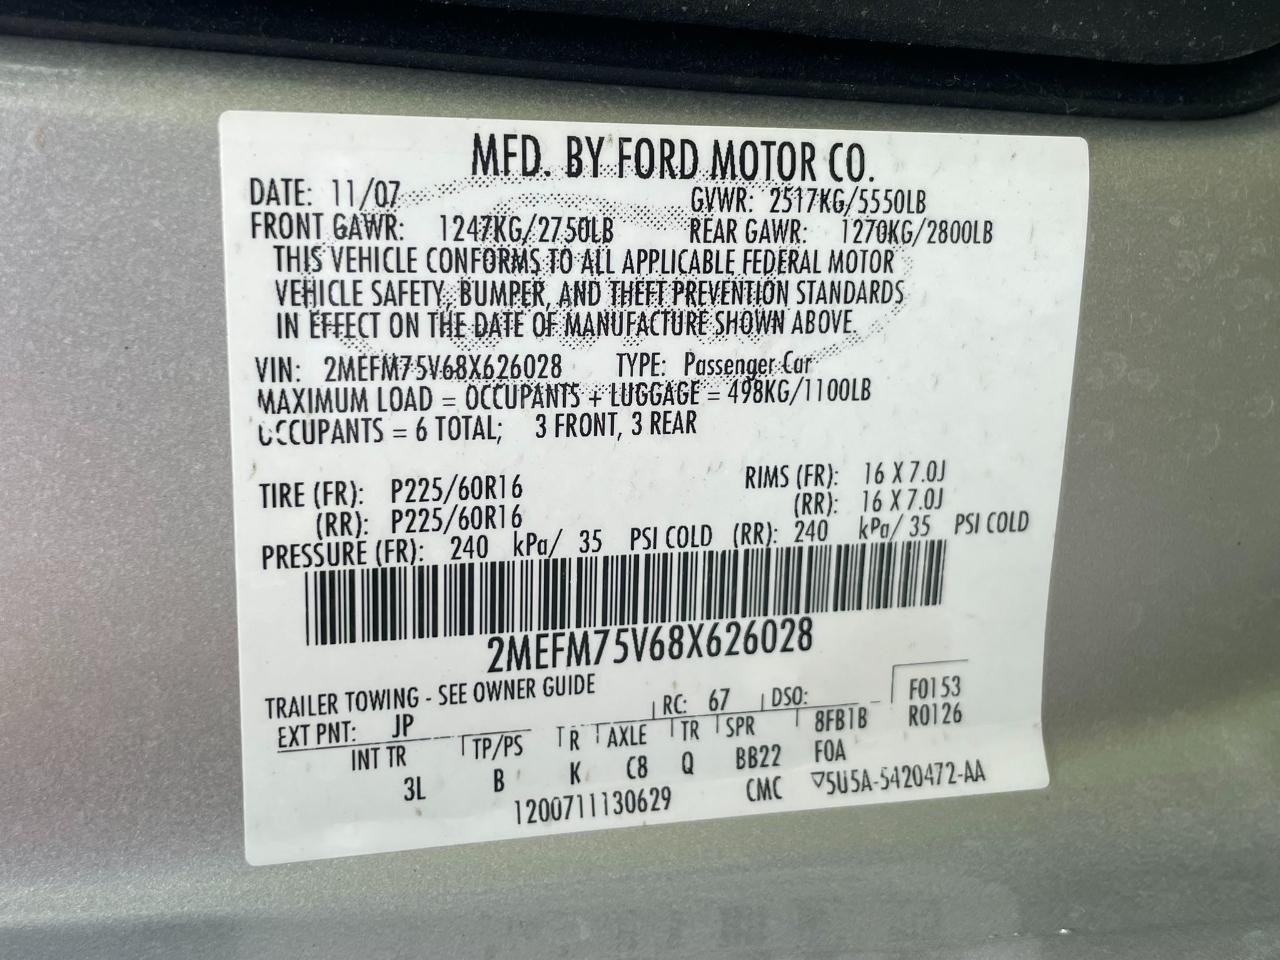 MFD. BY FORD MOTOR CO.
DATE: 11/07 GVWR: 2517KG/5550LB
FRONT GAWR: 1247KG/2750LB REAR GAWR: 1270KG/2800LB
THIS VEHICLE CONFORMS TO ALL APPLICABLE FEDERAL MOTOR
VEHICLE SAFETY, BUMPER, AND THEFT PREVENTION STANDARDS
IN EFFECT ON THE DATE OF MANUFACTURE SHOWN ABOVE.
VIN: 2MEFM75V68X626028 TYPE: Passenger Car
MAXIMUM LOAD = OCCUPANTS + LUGGAGE = 498KG/1100LB
OCCUPANTS = 6 TOTAL; 3 FRONT, 3 REAR
TIRE (FR): P225/60R16 RIMS (FR): 16 X 7.0J
(RR): P225/60R16 (RR): 16 X 7.0J
PRESSURE (FR): 240 kPa/ 35 PSI COLD (RR): 240 kPa/ 35 PSI COLD
2MEFM75V68X626028
TRAILER TOWING - SEE OWNER GUIDE
EXT PNT: JP RC: 67 DSO: F0153
INT TR TP/PS R AXLE TR SPR 8FB1B R0126
3L B K C8 Q BB22 F0A
1200711130629 CMC ▽5U5A-5420472-AA